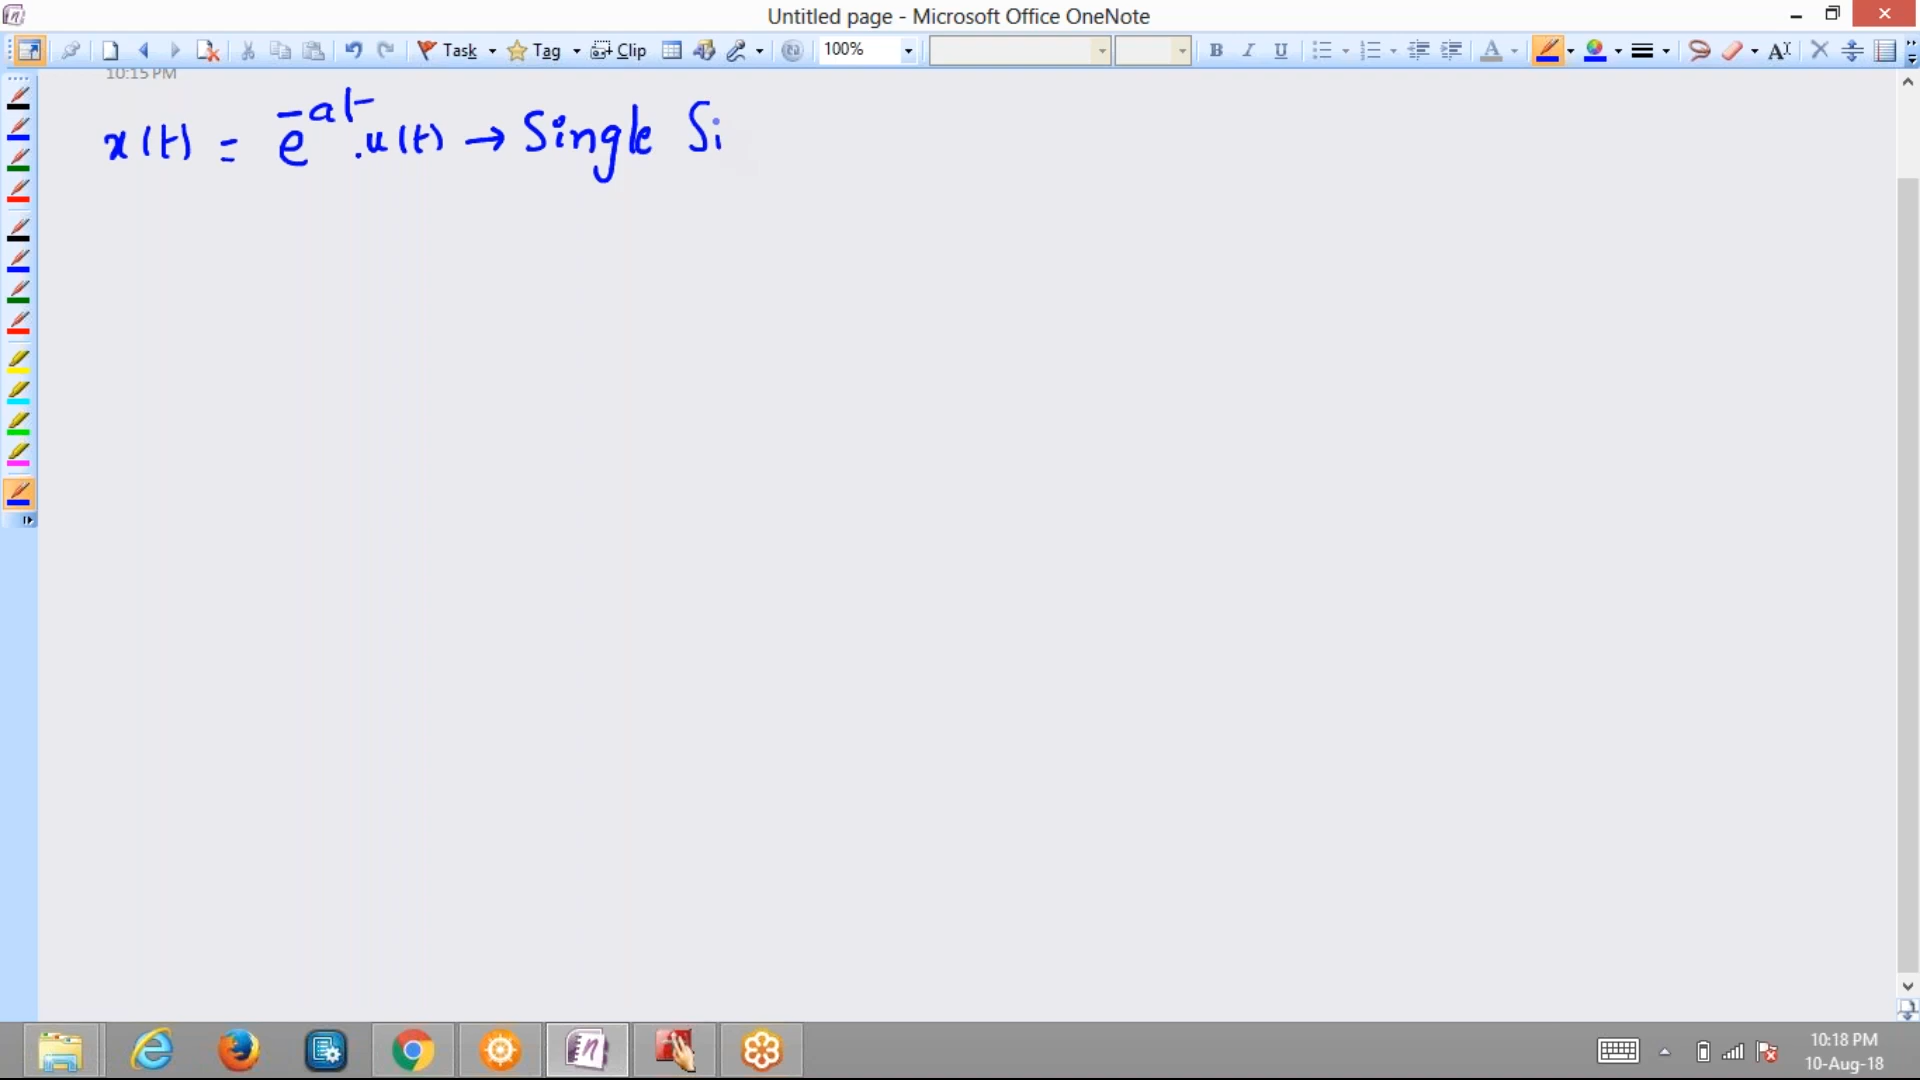 Untitled page - Microsoft Office OneNote
Task Tag Clip 100% B I U A A
10:15 PM
x(t) = e^-at .u(t) → Single Si
10:18 PM
10-Aug-18